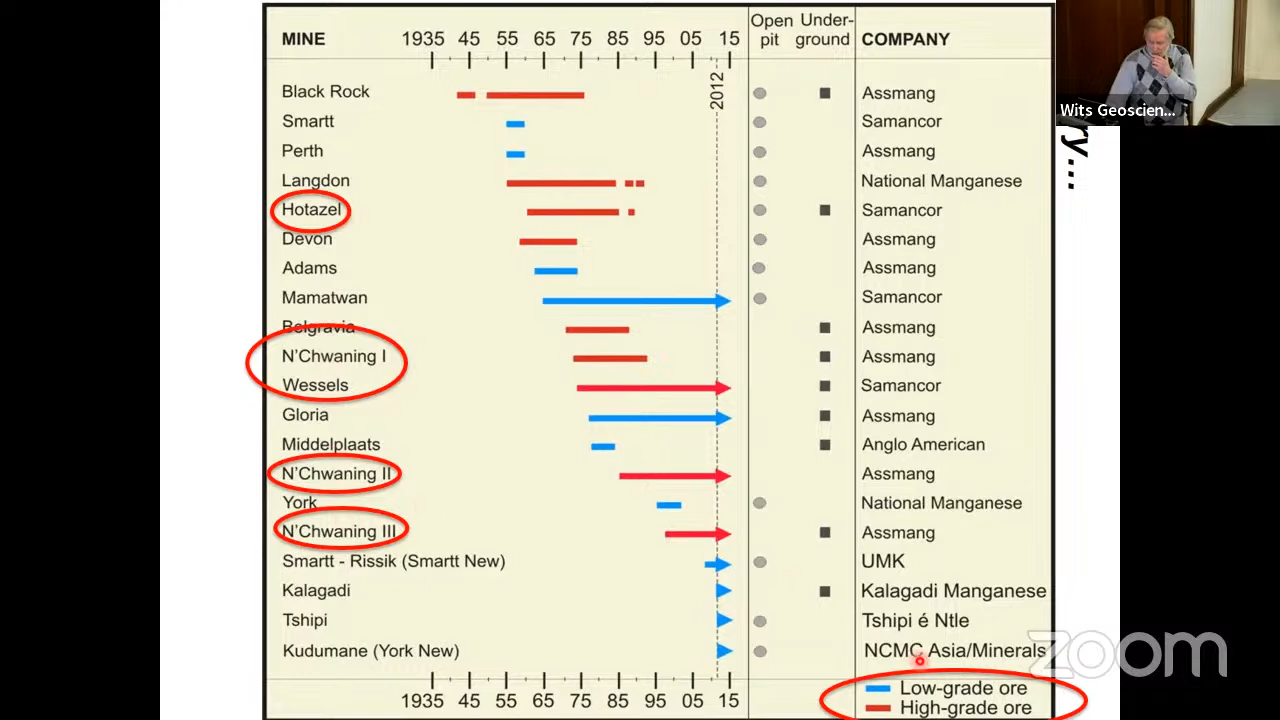 MINE 1935 45 55 65 75 85 95 05 15 Open pit Under-ground COMPANY
2012
Black Rock Assmang
Smartt Samancor
Perth Assmang
Langdon National Manganese
Hotazel Samancor
Devon Assmang
Adams Assmang
Mamatwan Samancor
Belgravia Assmang
N'Chwaning I Assmang
Wessels Samancor
Gloria Assmang
Middelplaats Anglo American
N'Chwaning II Assmang
York National Manganese
N'Chwaning III Assmang
Smartt - Rissik (Smartt New) UMK
Kalagadi Kalagadi Manganese
Tshipi Tshipi é Ntle
Kudumane (York New) NCMC Asia/Minerals
1935 45 55 65 75 85 95 05 15
Low-grade ore
High-grade ore
Wits Geoscien...
ry...
zoom